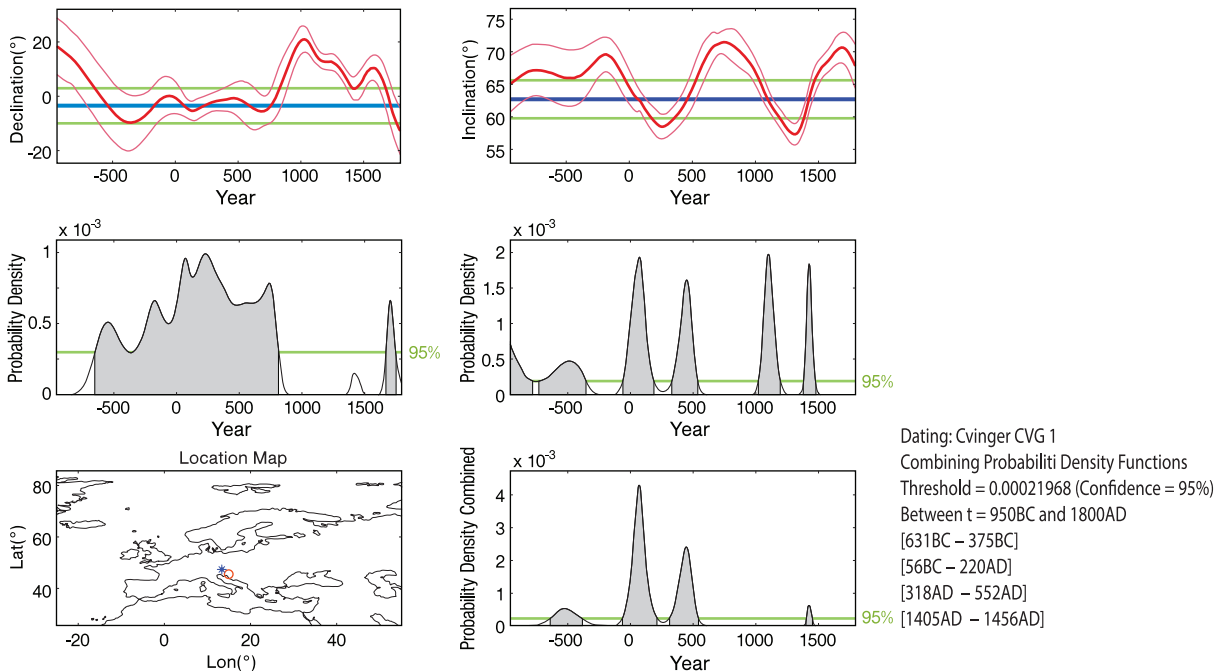 Declination(°)
20
0
-20
-500
0
500
1000
1500
Year
Inclination(°)
75
70
65
60
55
-500
0
500
1000
1500
Year
x 10⁻³
Probability Density
1
0.5
0
95%
-500
0
500
1000
1500
Year
x 10⁻³
Probability Density
2
1.5
1
0.5
0
95%
-500
0
500
1000
1500
Year
Location Map
Lat(°)
80
60
40
-20
0
20
40
Lon(°)
x 10⁻³
Probability Density Combined
5
4
3
2
1
0
95%
-500
0
500
1000
1500
Year
Dating: Cvinger CVG 1
Combining Probabiliti Density Functions
Threshold = 0.00021968 (Confidence = 95%)
Between t = 950BC and 1800AD
[631BC – 375BC]
[56BC – 220AD]
[318AD – 552AD]
[1405AD – 1456AD]